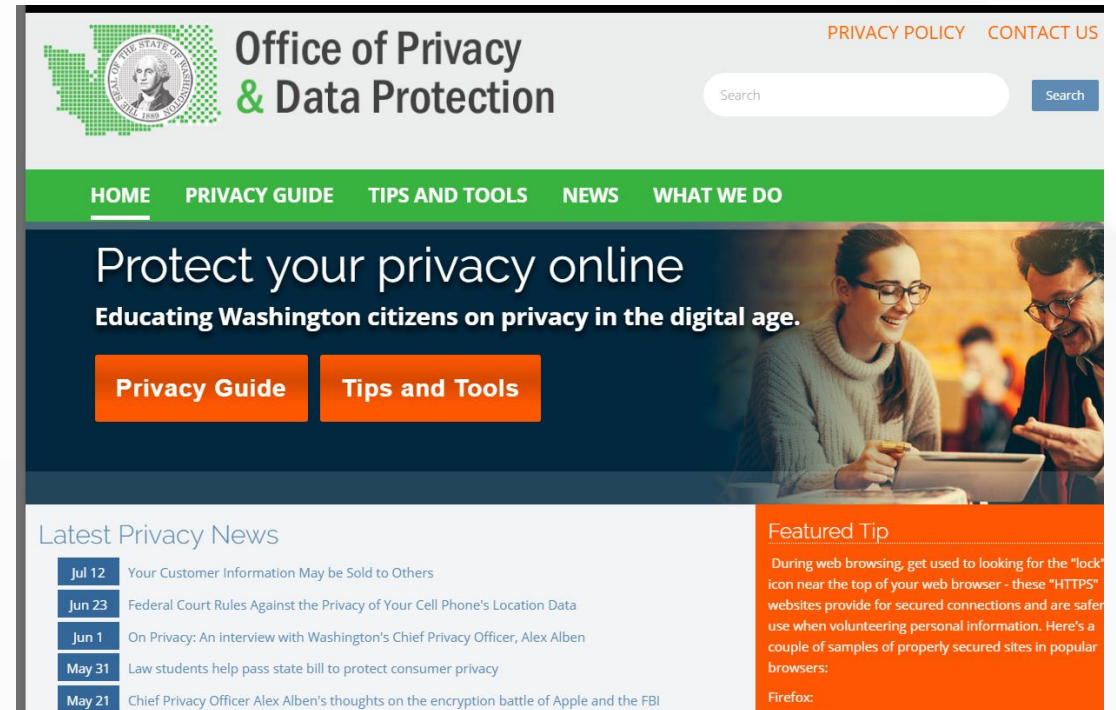 THE STATE OF WASHINGTON
THE SEAL OF
1889
Office of Privacy
& Data Protection
PRIVACY POLICY CONTACT US
Search
Search
HOME PRIVACY GUIDE TIPS AND TOOLS NEWS WHAT WE DO
Protect your privacy online
Educating Washington citizens on privacy in the digital age.
Privacy Guide Tips and Tools
Latest Privacy News
Jul 12 Your Customer Information May be Sold to Others
Jun 23 Federal Court Rules Against the Privacy of Your Cell Phone's Location Data
Jun 1 On Privacy: An interview with Washington's Chief Privacy Officer, Alex Alben
May 31 Law students help pass state bill to protect consumer privacy
May 21 Chief Privacy Officer Alex Alben's thoughts on the encryption battle of Apple and the FBI
Featured Tip
During web browsing, get used to looking for the "lock"
icon near the top of your web browser - these "HTTPS"
websites provide for secured connections and are safer
use when volunteering personal information. Here's a
couple of samples of properly secured sites in popular
browsers:
Firefox: